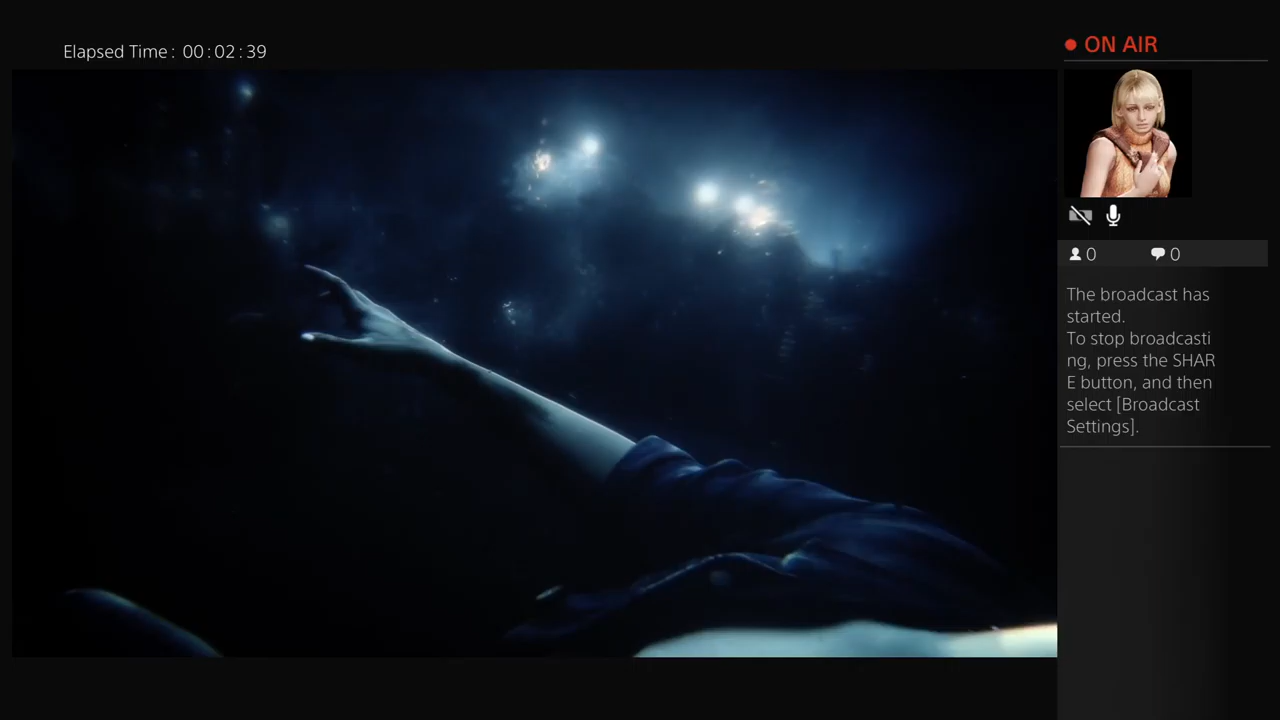 Elapsed Time: 00:02:39
ON AIR
0 0
The broadcast has
started.
To stop broadcasti
ng, press the SHAR
E button, and then
select [Broadcast
Settings].